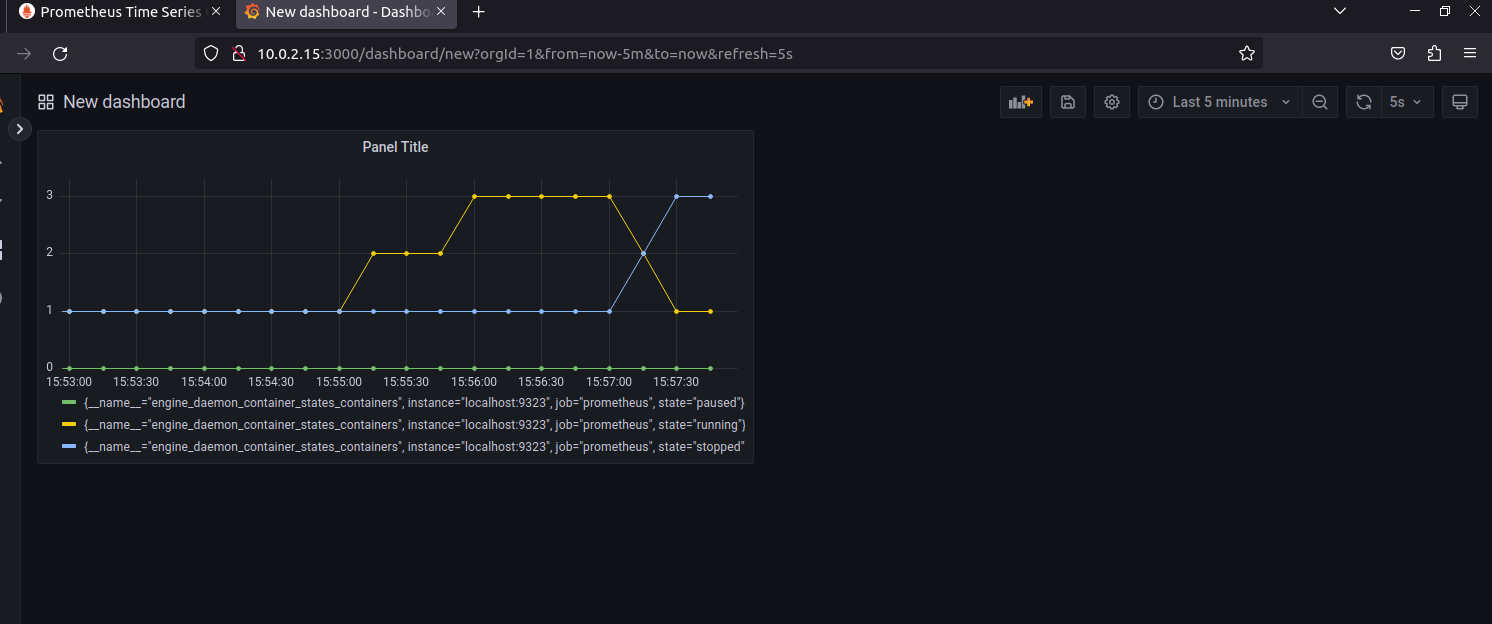 Prometheus Time Series
New dashboard - Dashbo
10.0.2.15:3000/dashboard/new?orgId=1&from=now-5m&to=now&refresh=5s
New dashboard
Last 5 minutes
5s
Panel Title
3
2
1
0
15:53:00 15:53:30 15:54:00 15:54:30 15:55:00 15:55:30 15:56:00 15:56:30 15:57:00 15:57:30
{__name__="engine_daemon_container_states_containers", instance="localhost:9323", job="prometheus", state="paused"}
{__name__="engine_daemon_container_states_containers", instance="localhost:9323", job="prometheus", state="running"}
{__name__="engine_daemon_container_states_containers", instance="localhost:9323", job="prometheus", state="stopped"